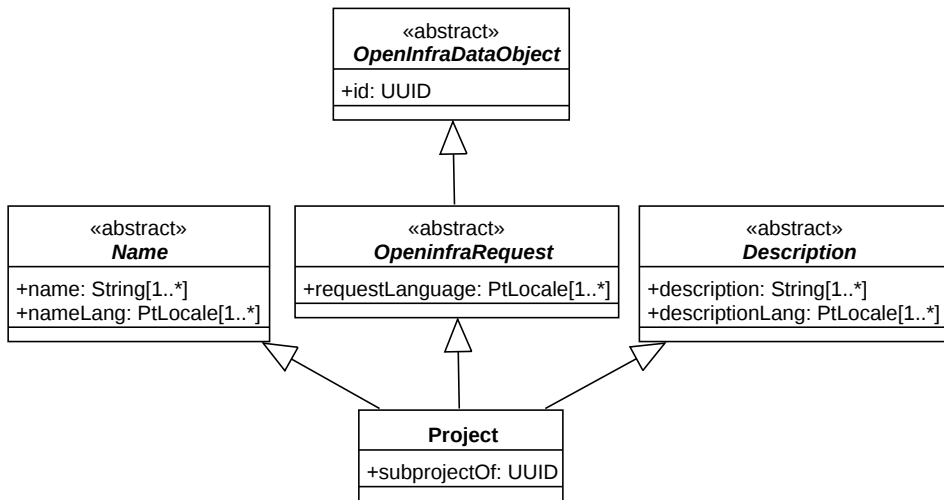 «abstract»
OpenInfraDataObject
+id: UUID
«abstract»
Name
+name: String[1..*]
+nameLang: PtLocale[1..*]
«abstract»
OpeninfraRequest
+requestLanguage: PtLocale[1..*]
«abstract»
Description
+description: String[1..*]
+descriptionLang: PtLocale[1..*]
Project
+subprojectOf: UUID